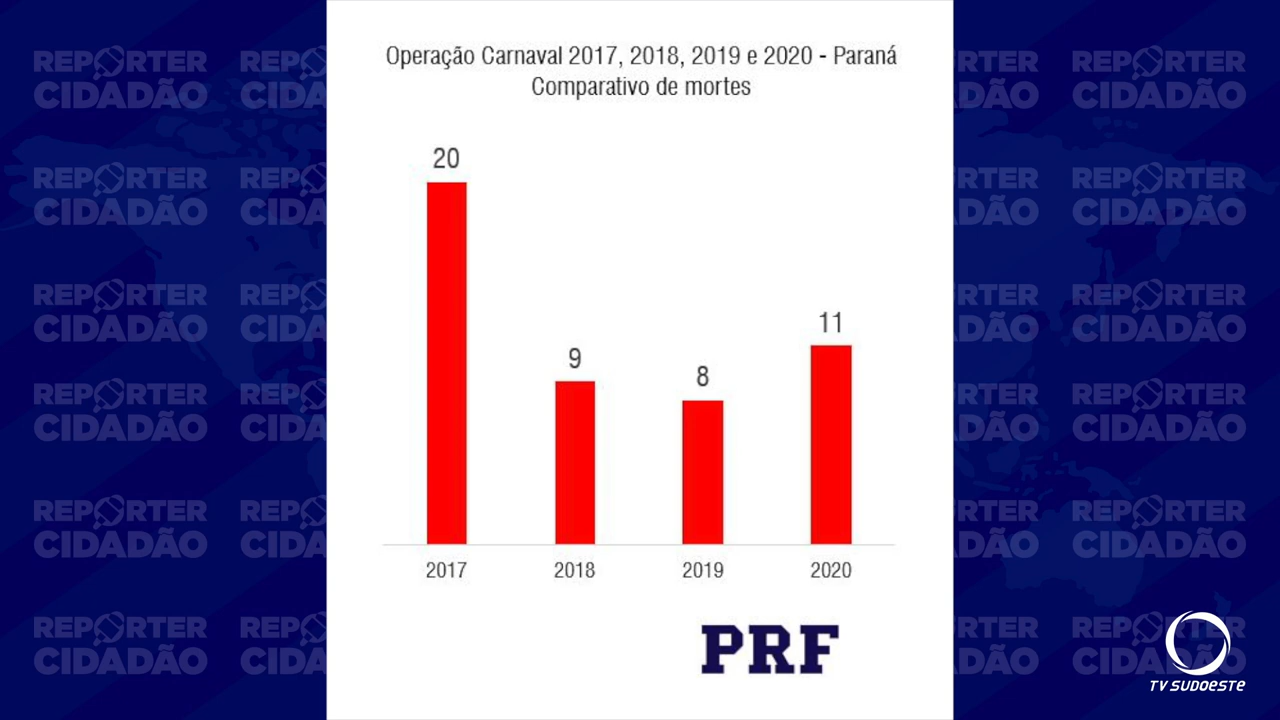 Operação Carnaval 2017, 2018, 2019 e 2020 - Paraná
Comparativo de mortes
20
9
8
11
2017 2018 2019 2020
PRF
TV SUDOESTE
REPÓRTER CIDADÃO